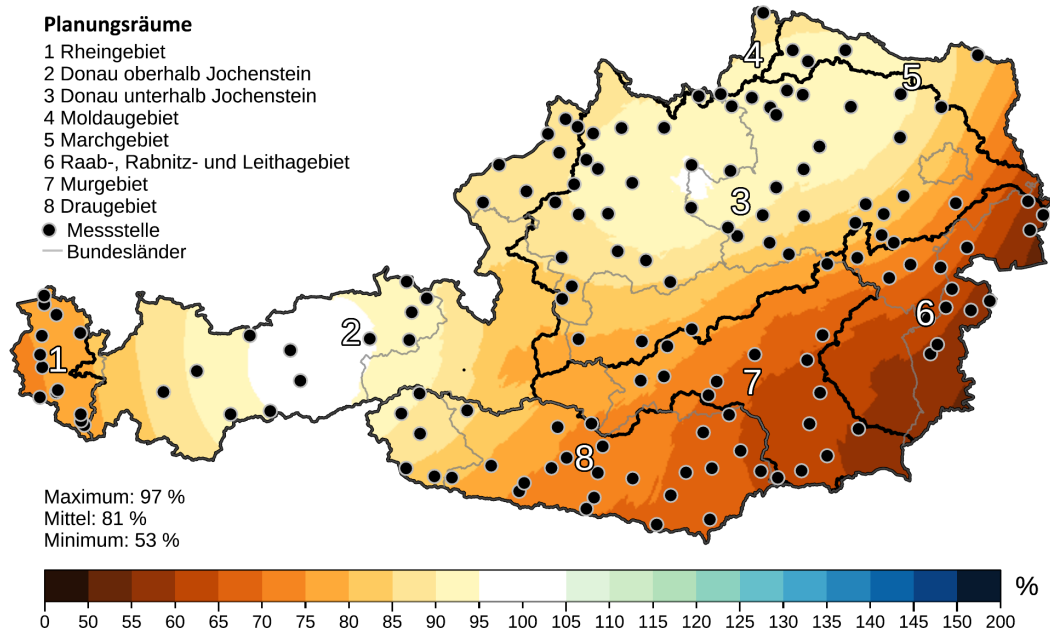 Planungsräume
1 Rheingebiet
2 Donau oberhalb Jochenstein
3 Donau unterhalb Jochenstein
4 Moldaugebiet
5 Marchgebiet
6 Raab-, Rabnitz- und Leithagebiet
7 Murgebiet
8 Draugebiet
Messstelle
Bundesländer
4
5
3
6
2
1
7
8
Maximum: 97 %
Mittel: 81 %
Minimum: 53 %
%
0 50 55 60 65 70 75 80 85 90 95 100 105 110 115 120 125 130 135 140 145 150 200